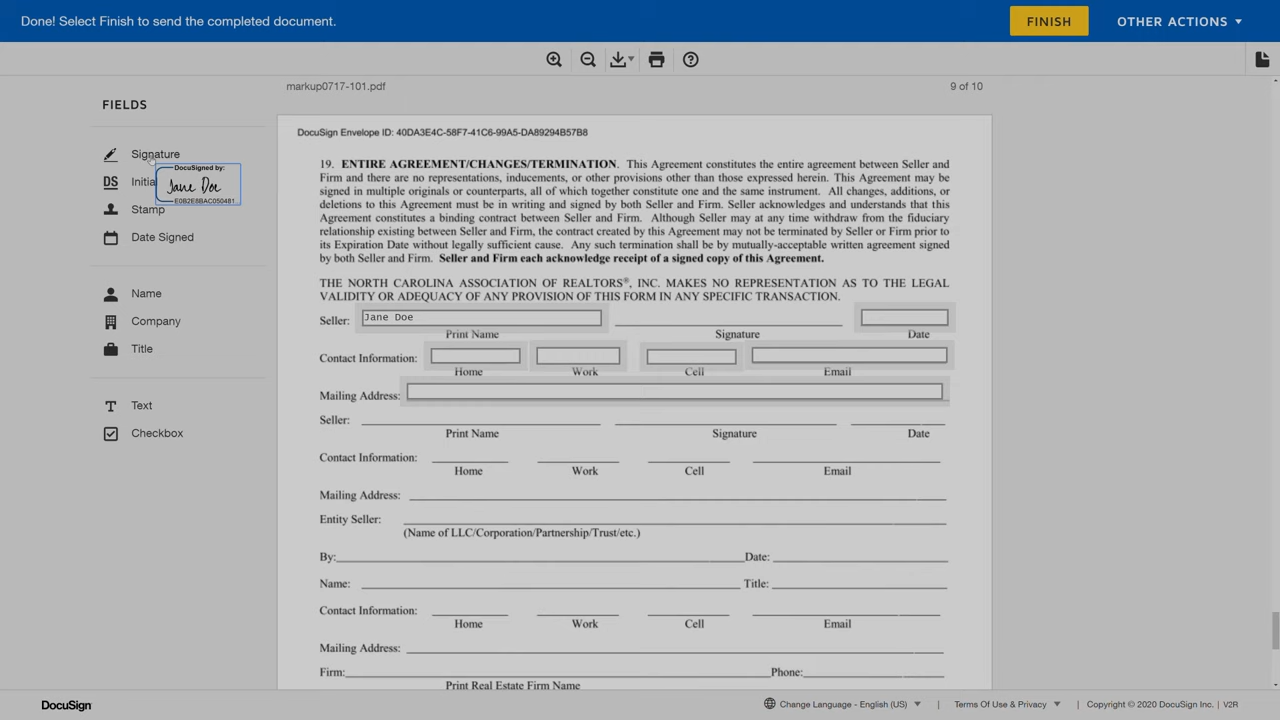 Done! Select Finish to send the completed document.
FINISH
OTHER ACTIONS
markup0717-101.pdf
9 of 10
FIELDS
Signature
DS Initia
Stamp
Date Signed
Name
Company
Title
Text
Checkbox
DocuSigned by:
Jane Doe
E0B2E8BAC050481...
DocuSign Envelope ID: 40DA3E4C-58F7-41C6-99A5-DA89294B57B8
19. ENTIRE AGREEMENT/CHANGES/TERMINATION. This Agreement constitutes the entire agreement between Seller and
Firm and there are no representations, inducements, or other provisions other than those expressed herein. This Agreement may be
signed in multiple originals or counterparts, all of which together constitute one and the same instrument. All changes, additions, or
deletions to this Agreement must be in writing and signed by both Seller and Firm. Seller acknowledges and understands that this
Agreement constitutes a binding contract between Seller and Firm. Although Seller may at any time withdraw from the fiduciary
relationship existing between Seller and Firm, the contract created by this Agreement may not be terminated by Seller or Firm prior to
its Expiration Date without legally sufficient cause. Any such termination shall be by mutually-acceptable written agreement signed
by both Seller and Firm. Seller and Firm each acknowledge receipt of a signed copy of this Agreement.
THE NORTH CAROLINA ASSOCIATION OF REALTORS®, INC. MAKES NO REPRESENTATION AS TO THE LEGAL
VALIDITY OR ADEQUACY OF ANY PROVISION OF THIS FORM IN ANY SPECIFIC TRANSACTION.
Seller: Jane Doe
Print Name Signature Date
Contact Information:
Home Work Cell Email
Mailing Address:
Seller:
Print Name Signature Date
Contact Information:
Home Work Cell Email
Mailing Address:
Entity Seller:
(Name of LLC/Corporation/Partnership/Trust/etc.)
By: Date:
Name: Title:
Contact Information:
Home Work Cell Email
Mailing Address:
Firm: Phone:
Print Real Estate Firm Name
DocuSign
Change Language - English (US) | Terms Of Use & Privacy | Copyright © 2020 DocuSign Inc. | V2R